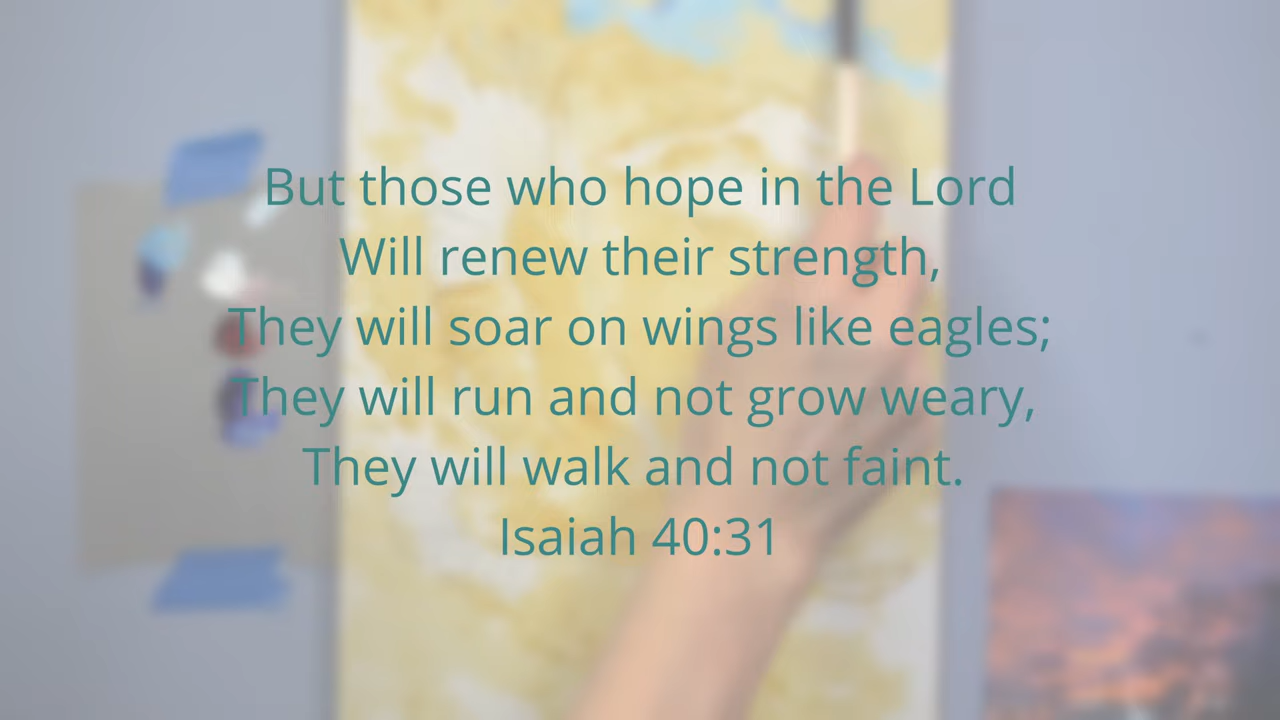 But those who hope in the Lord
Will renew their strength,
They will soar on wings like eagles;
They will run and not grow weary,
They will walk and not faint.
Isaiah 40:31